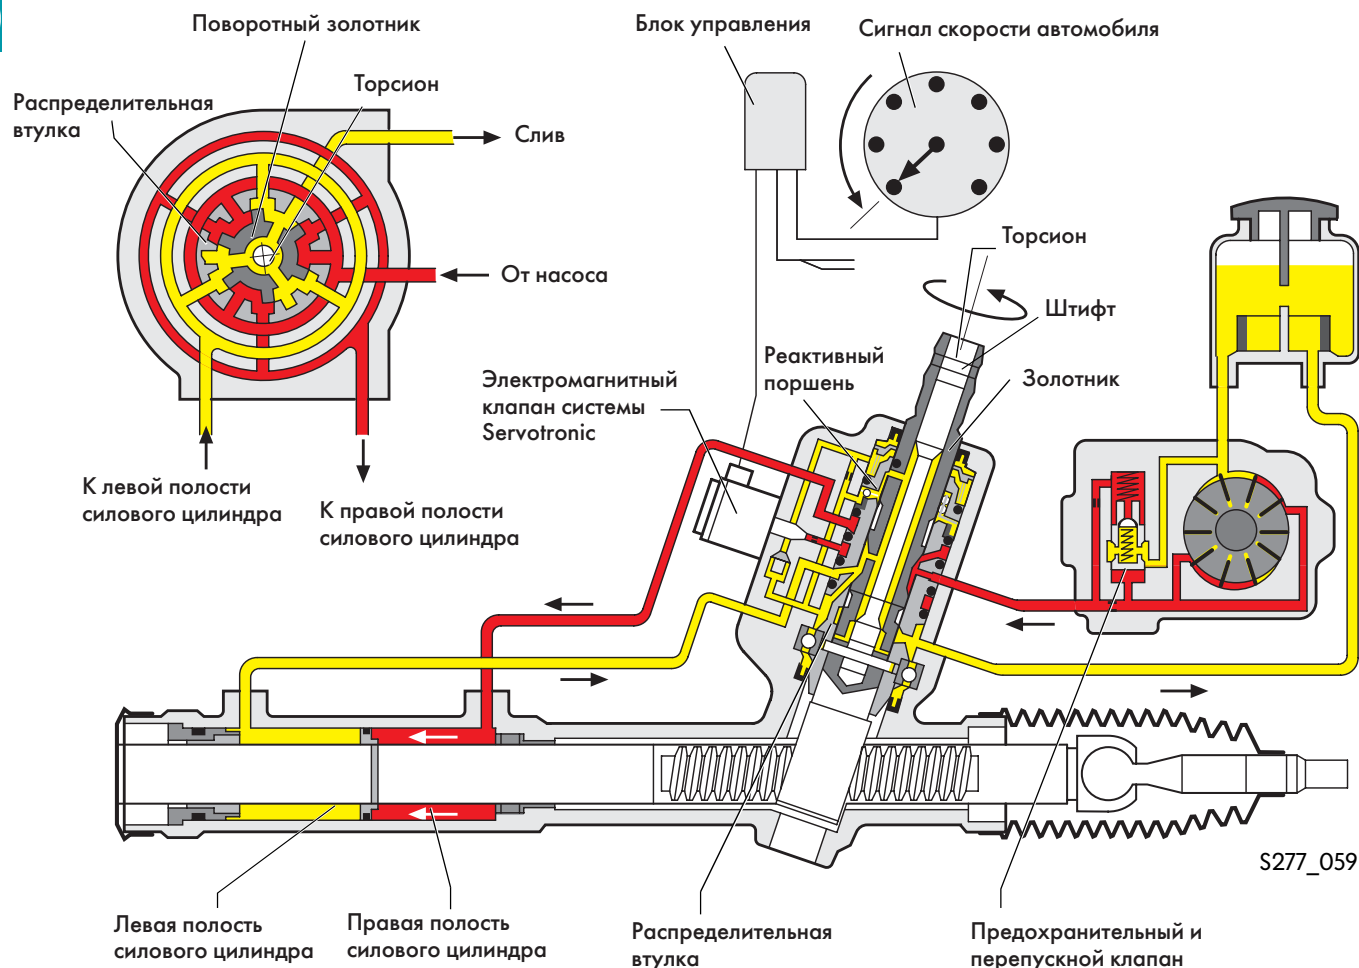 Поворотный золотник
Блок управления
Сигнал скорости автомобиля
Торсион
Распределительная
втулка
Слив
От насоса
Торсион
Штифт
Реактивный
поршень
Золотник
Электромагнитный
клапан системы
Servotronic
К левой полости
силового цилиндра
К правой полости
силового цилиндра
S277_059
Левая полость
силового цилиндра
Правая полость
силового цилиндра
Распределительная
втулка
Предохранительный и
перепускной клапан